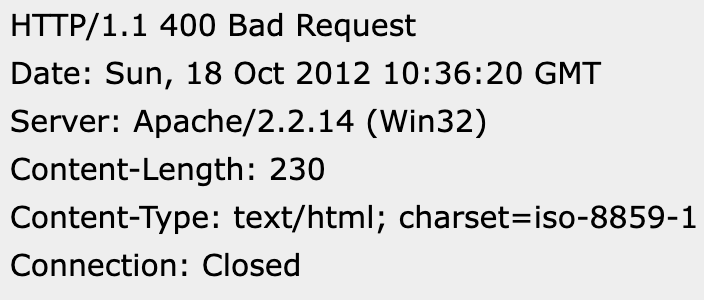 HTTP/1.1 400 Bad Request
Date: Sun, 18 Oct 2012 10:36:20 GMT
Server: Apache/2.2.14 (Win32)
Content-Length: 230
Content-Type: text/html; charset=iso-8859-1
Connection: Closed